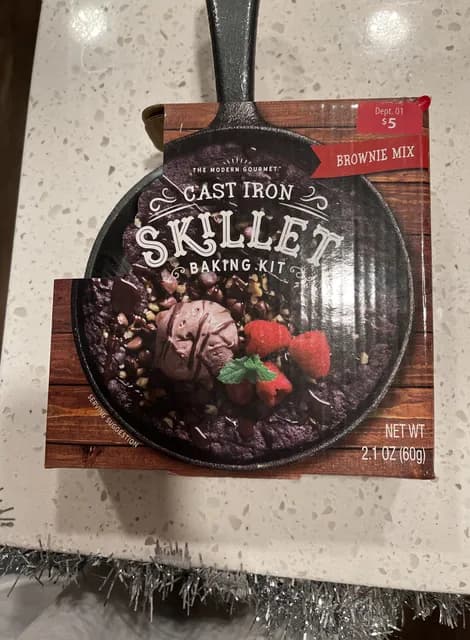 Dept. 01
$5
BROWNIE MIX
THE MODERN GOURMET™
CAST IRON
SKILLET
BAKING KIT
SERVING SUGGESTION
NET WT
2.1 OZ (60g)